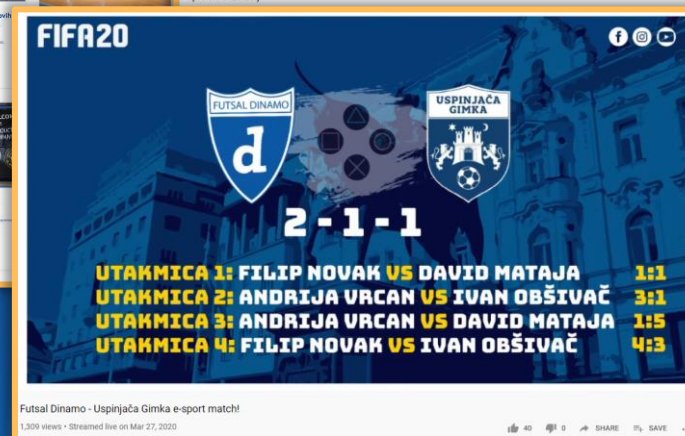 FIFA20
FUTSAL DINAMO
d
USPINJAČA
GIMKA
2-1-1
UTAKMICA 1: FILIP NOVAK VS DAVID MATAJA 1:1
UTAKMICA 2: ANDRIJA VRCAN VS IVAN OBŠIVAČ 3:1
UTAKMICA 3: ANDRIJA VRCAN VS DAVID MATAJA 1:5
UTAKMICA 4: FILIP NOVAK VS IVAN OBŠIVAČ 4:3
Futsal Dinamo - Uspinjača Gimka e-sport match!
1,309 views • Streamed live on Mar 27, 2020
40 0 SHARE SAVE